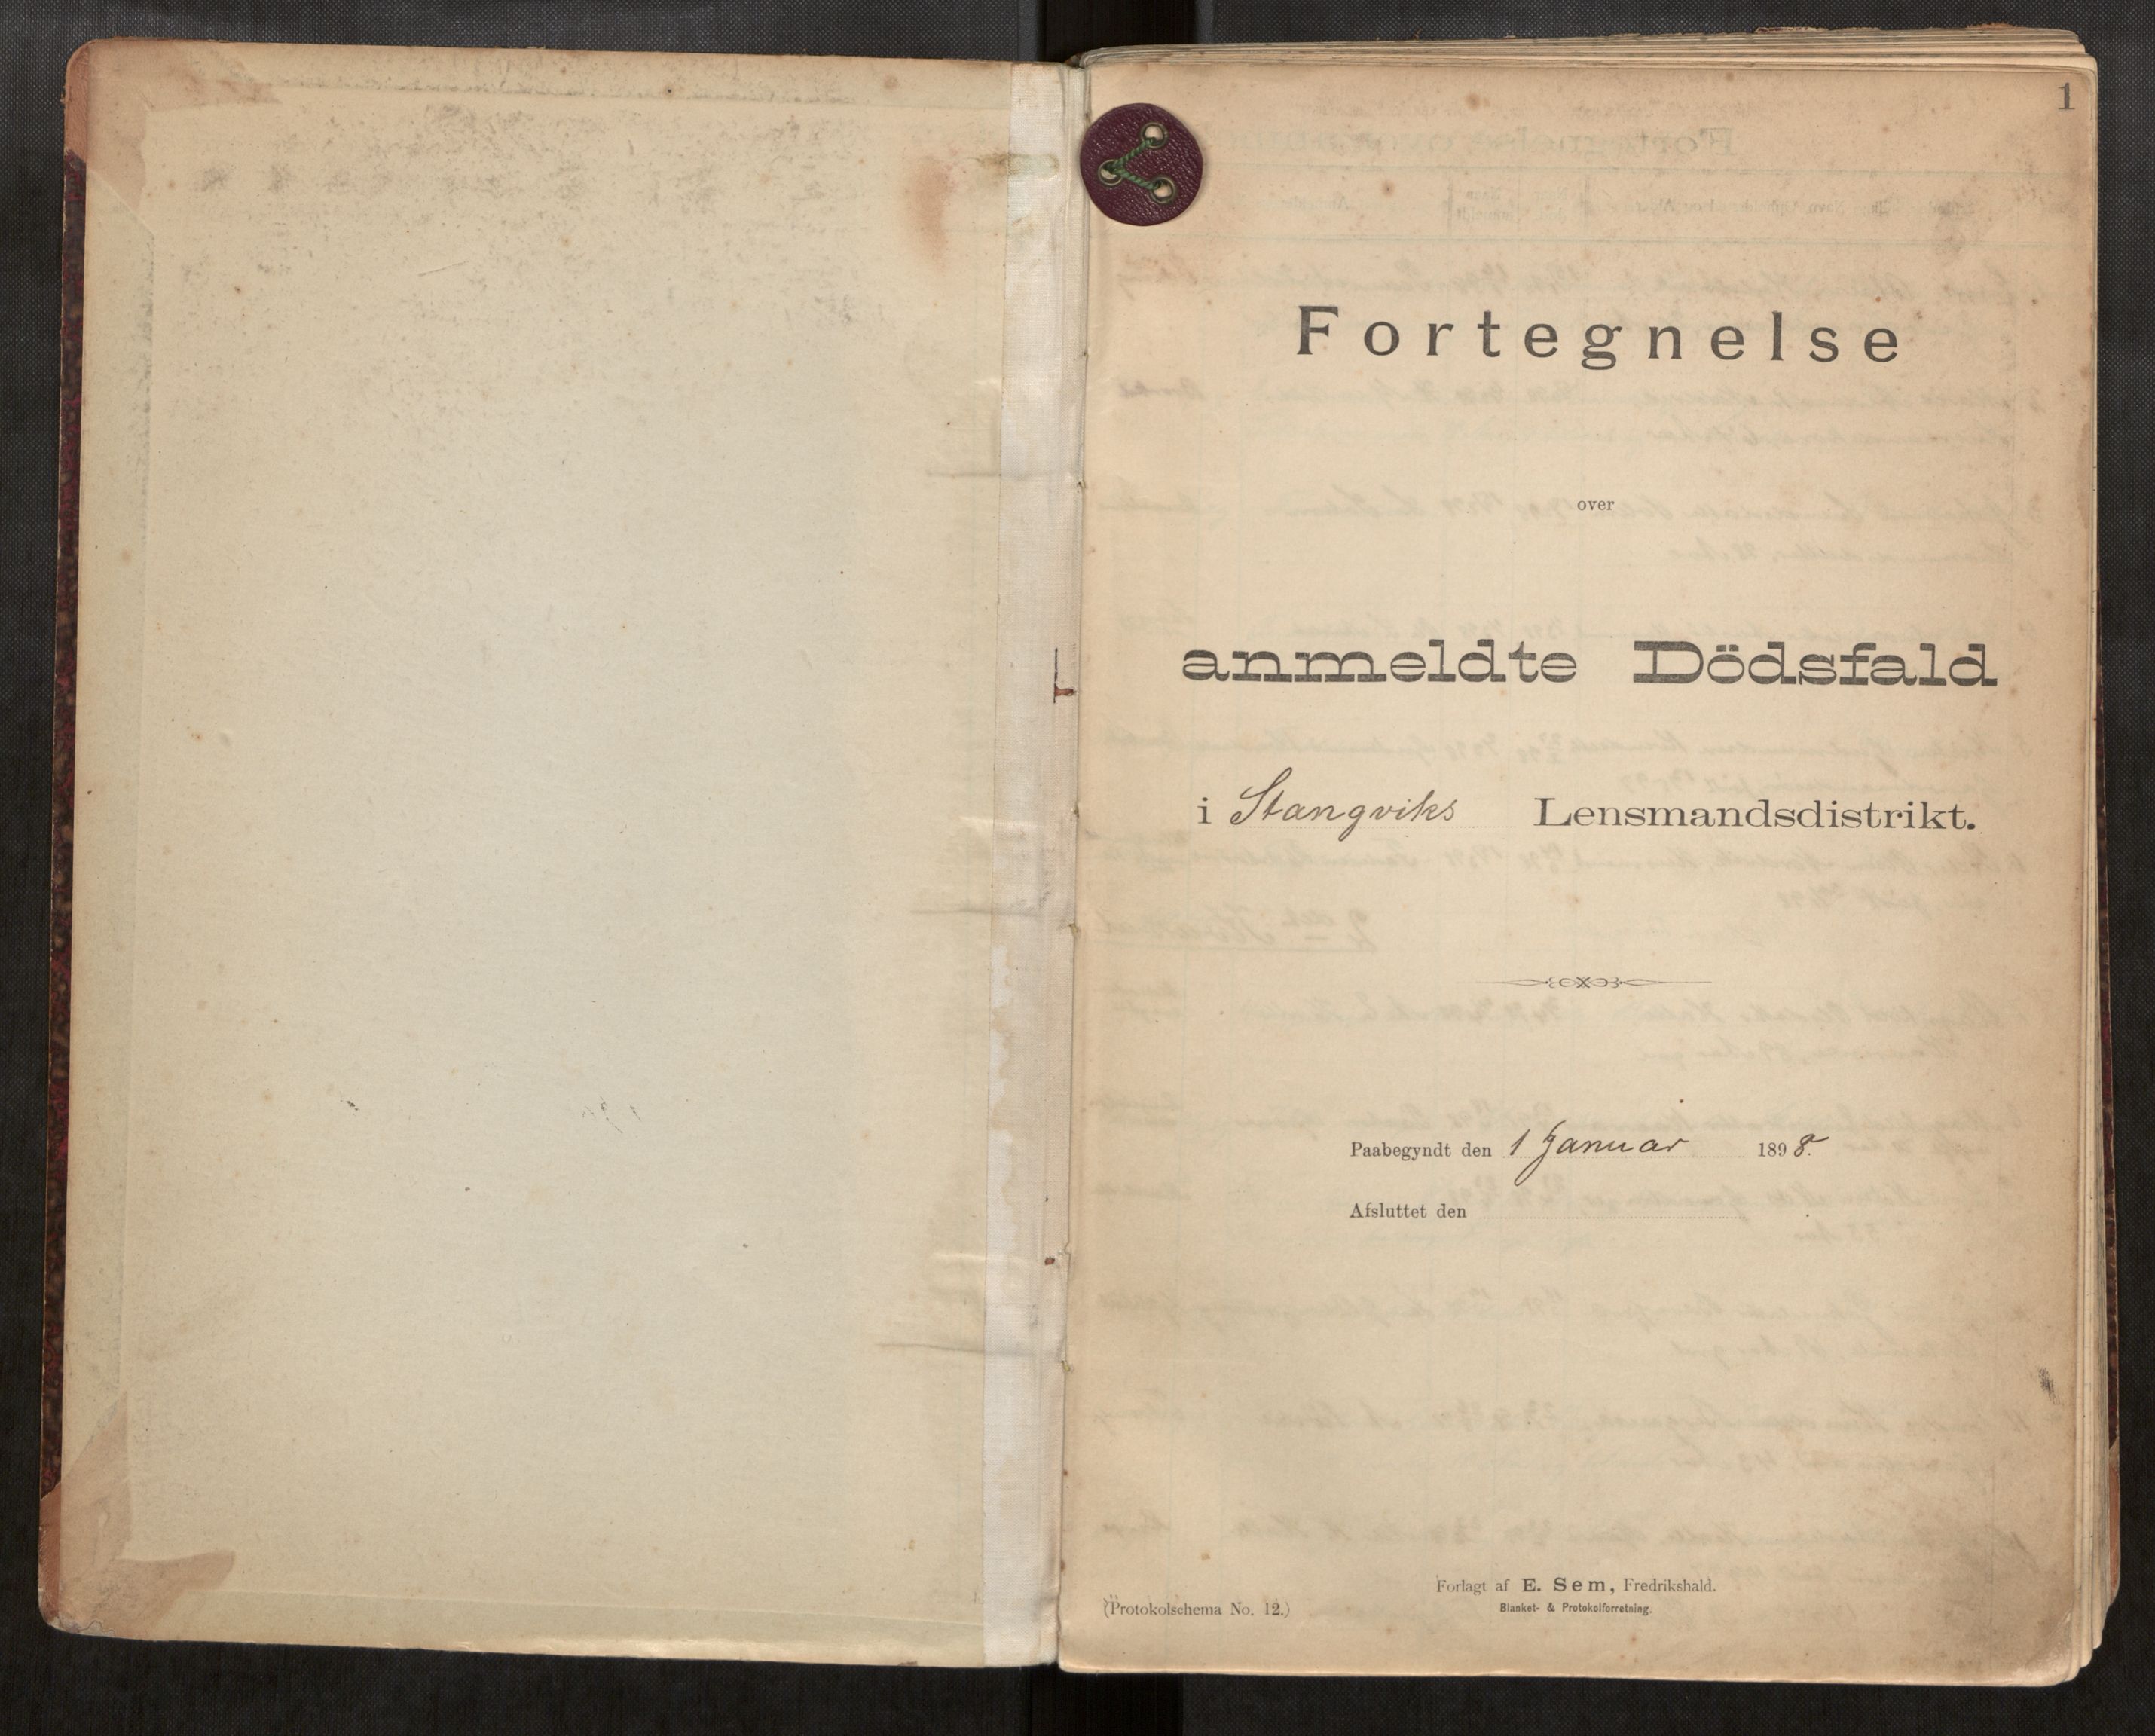 1
Fortegnelse
over
anmeldte Dödsfald
i Stangviks Lensmandsdistrikt.
Paabegyndt den 1 Januar 1898.
Afsluttet den
Forlagt af E. Sem, Fredrikshald.
Blanket- & Protokolforretning.
(Protokolschema No. 12.)